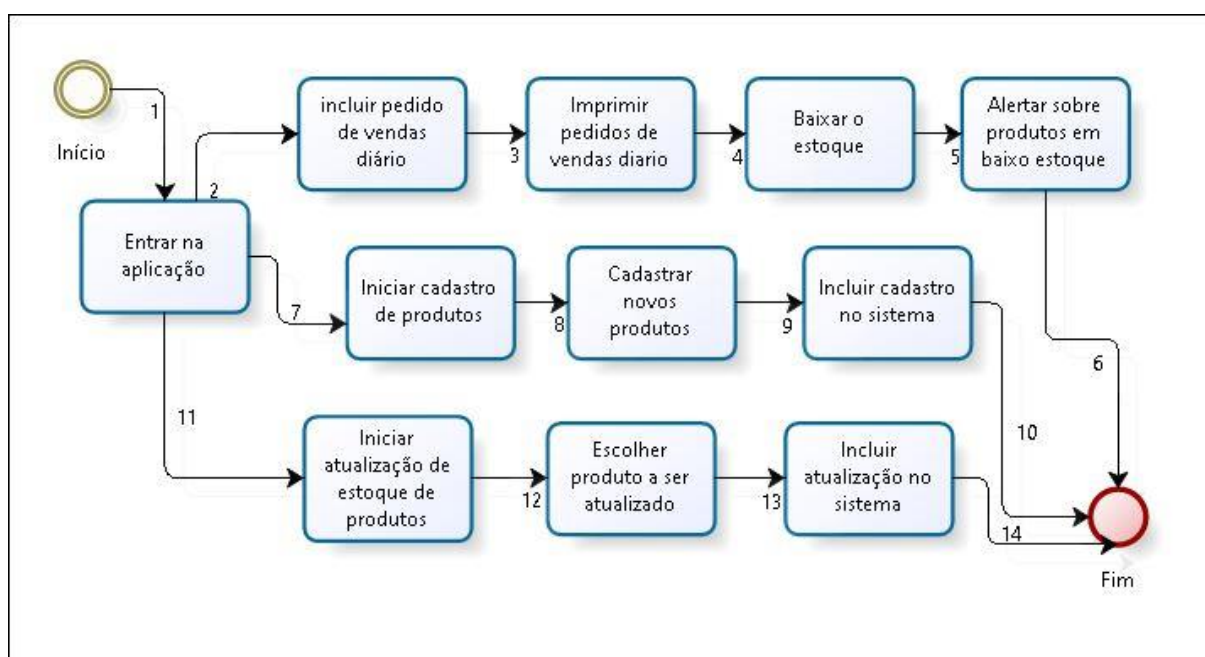 1
Início
incluir pedido
de vendas
diário
2
Imprimir
pedidos de
vendas diario
3
Baixar o
estoque
4
Alertar sobre
produtos em
baixo estoque
5
Entrar na
aplicação
7
Iniciar cadastro
de produtos
8
Cadastrar
novos
produtos
9
Incluir cadastro
no sistema
6
10
11
Iniciar
atualização de
estoque de
produtos
12
Escolher
produto a ser
atualizado
13
Incluir
atualização no
sistema
14
Fim